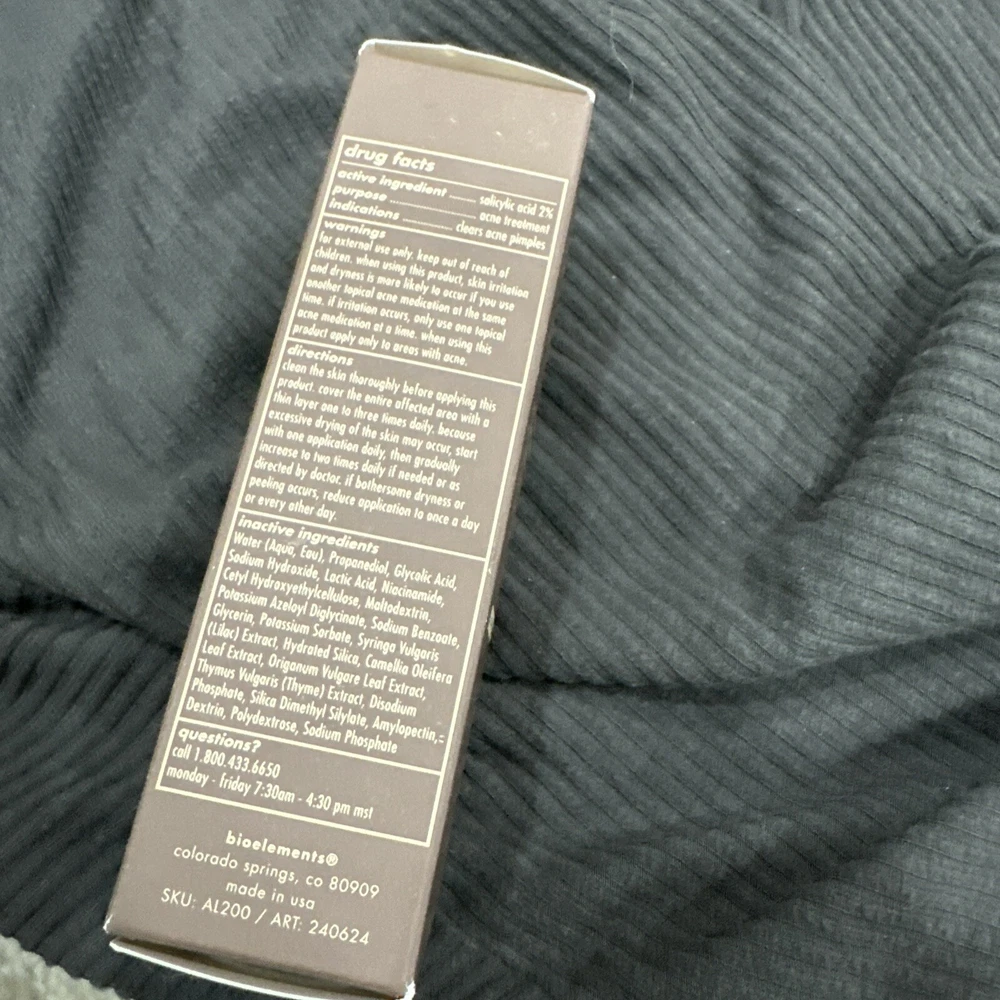 drug facts
active ingredient ...... salicylic acid 2%
purpose ...................... acne treatment
indications ............ clears acne pimples
warnings
for external use only. keep out of reach of
children. when using this product, skin irritation
and dryness is more likely to occur if you use
another topical acne medication at the same
time. if irritation occurs, only use one topical
acne medication at a time. when using this
product apply only to areas with acne.
directions
clean the skin thoroughly before applying this
product. cover the entire affected area with a
thin layer one to three times daily. because
excessive drying of the skin may occur, start
with one application daily, then gradually
increase to two times daily if needed or as
directed by doctor. if bothersome dryness or
peeling occurs, reduce application to once a day
or every other day.
inactive ingredients
Water (Aqua, Eau), Propanediol, Glycolic Acid,
Sodium Hydroxide, Lactic Acid, Niacinamide,
Cetyl Hydroxyethylcellulose, Maltodextrin,
Potassium Azeloyl Diglycinate, Sodium Benzoate,
Glycerin, Potassium Sorbate, Syringa Vulgaris
(Lilac) Extract, Hydrated Silica, Camellia Oleifera
Leaf Extract, Origanum Vulgare Leaf Extract,
Thymus Vulgaris (Thyme) Extract, Disodium
Phosphate, Silica Dimethyl Silylate, Amylopectin,
Dextrin, Polydextrose, Sodium Phosphate
questions?
call 1.800.433.6650
monday - friday 7:30am - 4:30 pm mst
bioelements®
colorado springs, co 80909
made in usa
SKU: AL200 / ART: 240624